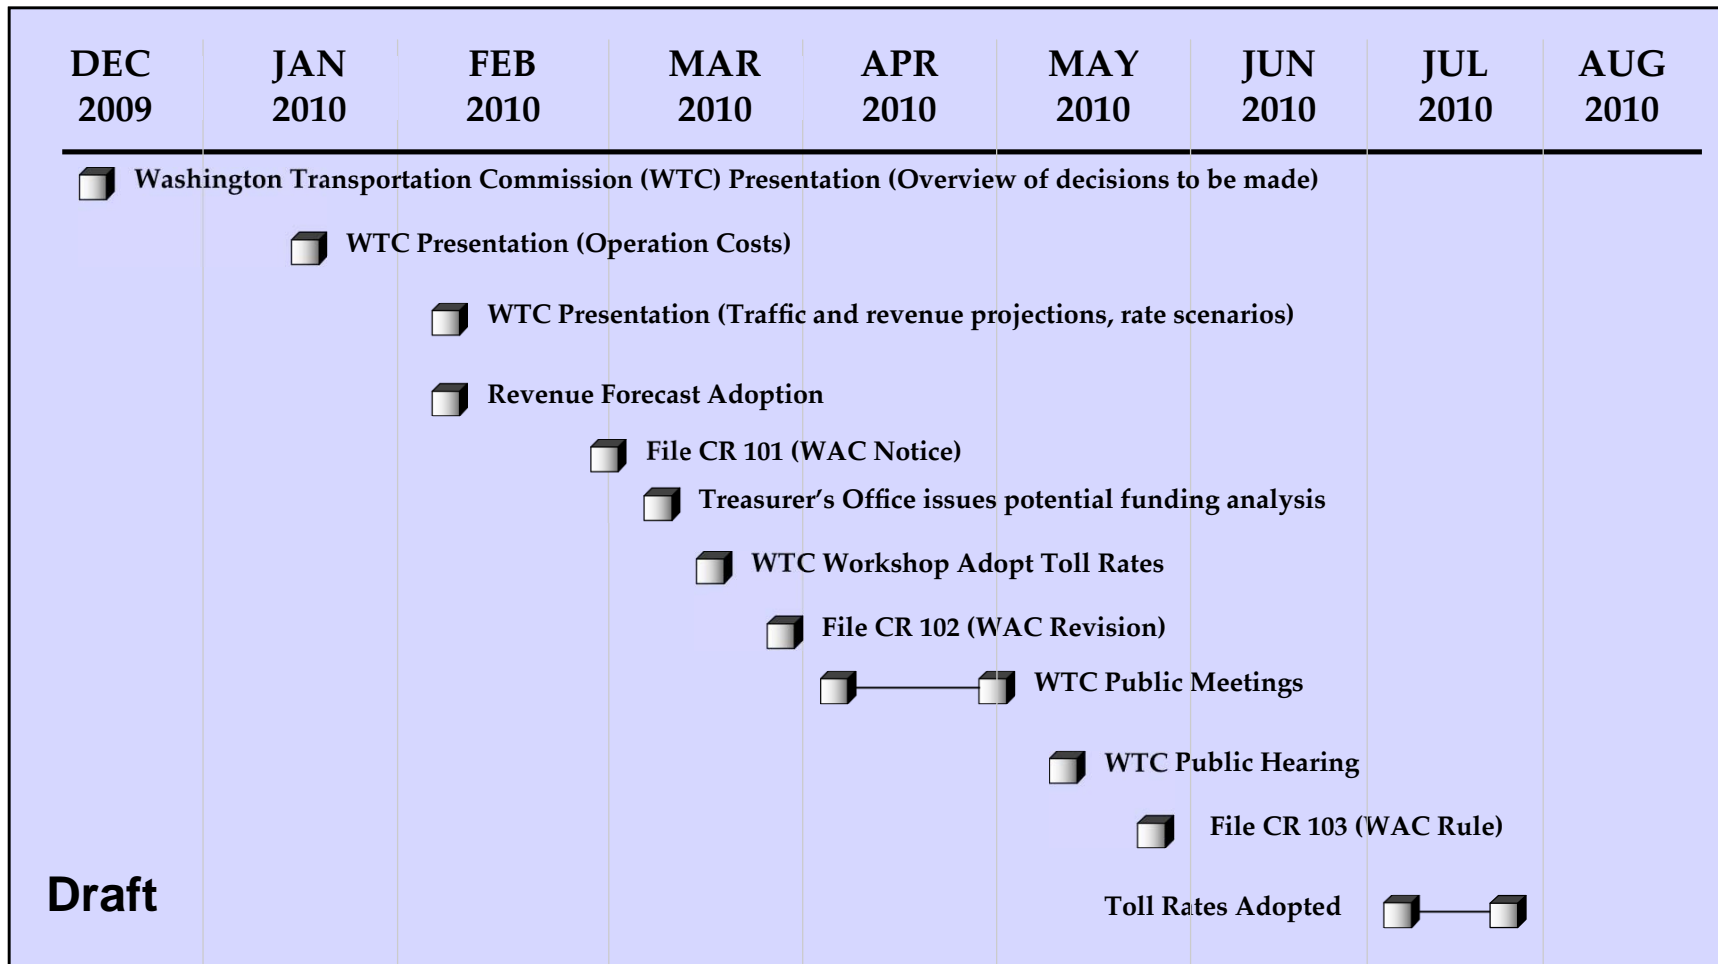 DEC JAN FEB MAR APR MAY JUN JUL AUG
2009 2010 2010 2010 2010 2010 2010 2010 2010
Washington Transportation Commission (WTC) Presentation (Overview of decisions to be made)
WTC Presentation (Operation Costs)
WTC Presentation (Traffic and revenue projections, rate scenarios)
Revenue Forecast Adoption
File CR 101 (WAC Notice)
Treasurer’s Office issues potential funding analysis
WTC Workshop Adopt Toll Rates
File CR 102 (WAC Revision)
WTC Public Meetings
WTC Public Hearing
File CR 103 (WAC Rule)
Draft
Toll Rates Adopted